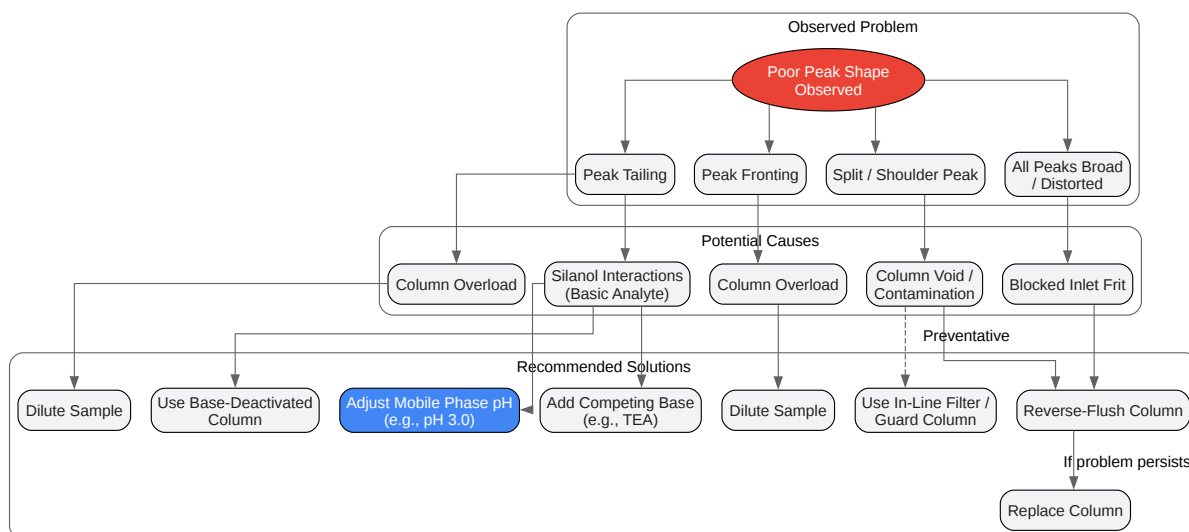 Observed Problem
Poor Peak Shape
Observed
Peak Tailing
Peak Fronting
Split / Shoulder Peak
All Peaks Broad
/ Distorted
Potential Causes
Column Overload
Silanol Interactions
(Basic Analyte)
Column Overload
Column Void /
Contamination
Blocked Inlet Frit
Preventative
Recommended Solutions
Dilute Sample
Use Base-Deactivated
Column
Adjust Mobile Phase pH
(e.g., pH 3.0)
Add Competing Base
(e.g., TEA)
Dilute Sample
Use In-Line Filter /
Guard Column
Reverse-Flush Column
If problem persists
Replace Column